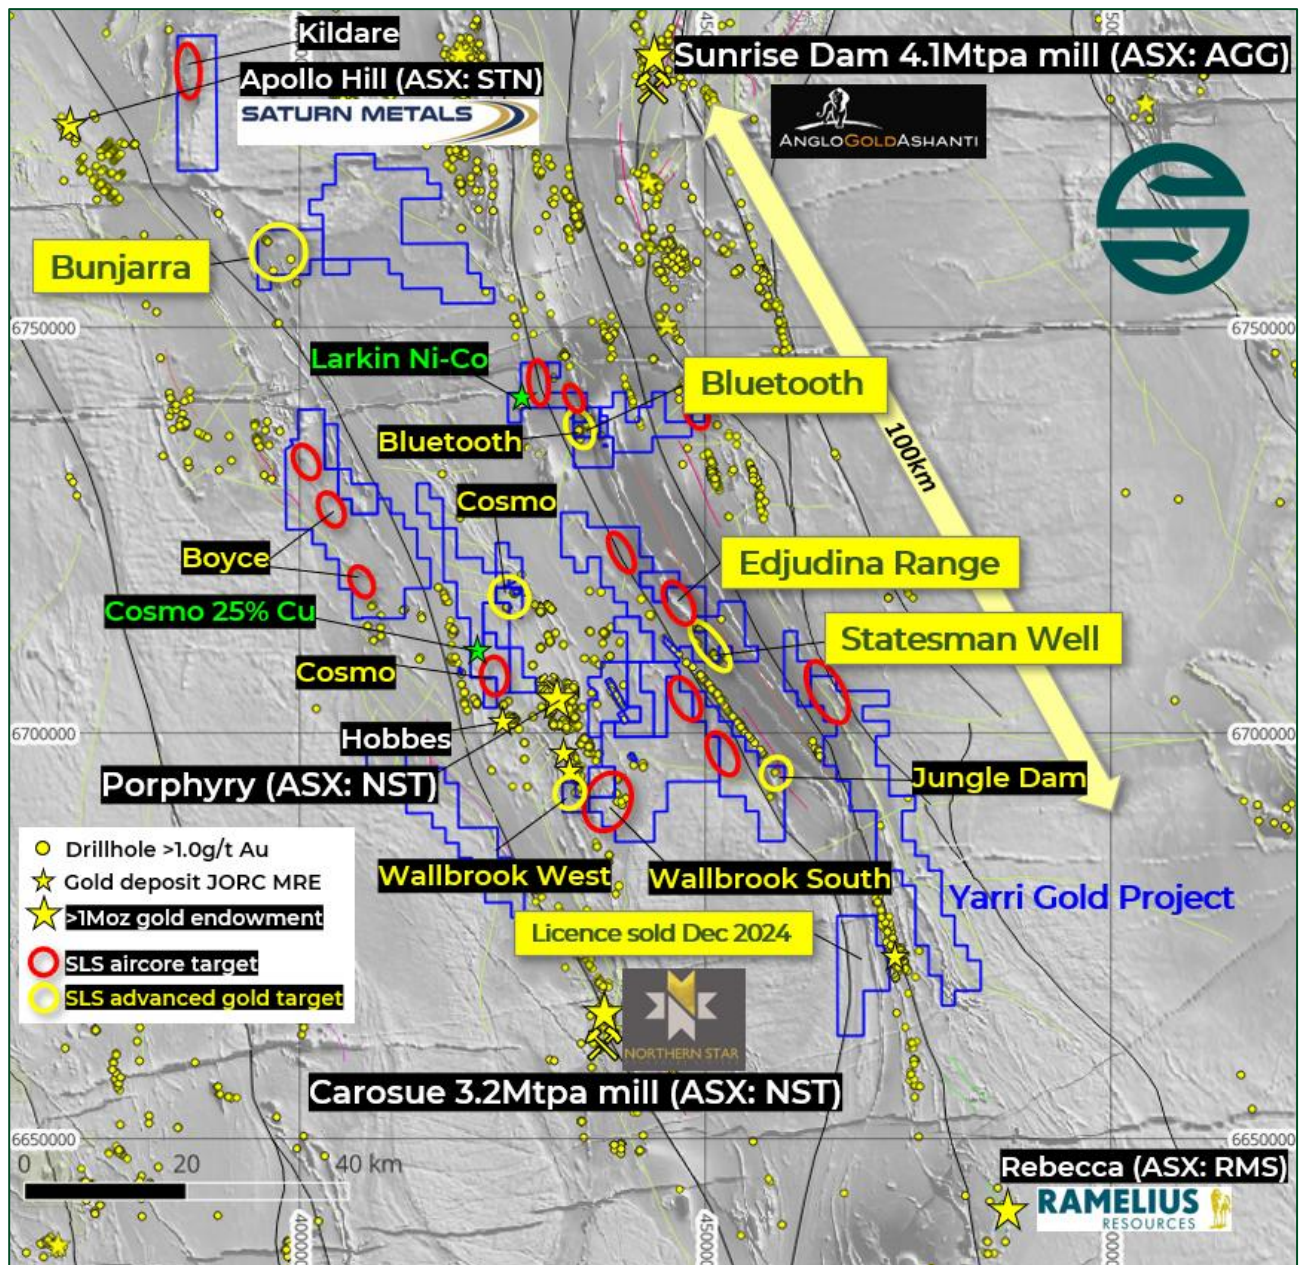 Kildare
Sunrise Dam 4.1Mtpa mill (ASX: AGG)
Apollo Hill (ASX: STN)
SATURN METALS
ANGLOGOLDASHANTI
Bunjarra
6750000
6750000
Larkin Ni-Co
Bluetooth
Bluetooth
100km
Cosmo
Boyce
Edjudina Range
Cosmo 25% Cu
Statesman Well
Cosmo
6700000
6700000
Hobbes
Porphyry (ASX: NST)
Jungle Dam
Wallbrook West
Wallbrook South
Yarri Gold Project
Licence sold Dec 2024
Drillhole >1.0g/t Au
Gold deposit JORC MRE
>1Moz gold endowment
SLS aircore target
SLS advanced gold target
NORTHERN STAR
Carosue 3.2Mtpa mill (ASX: NST)
6650000
6650000
0 20 40 km
Rebecca (ASX: RMS)
RAMELIUS
RESOURCES